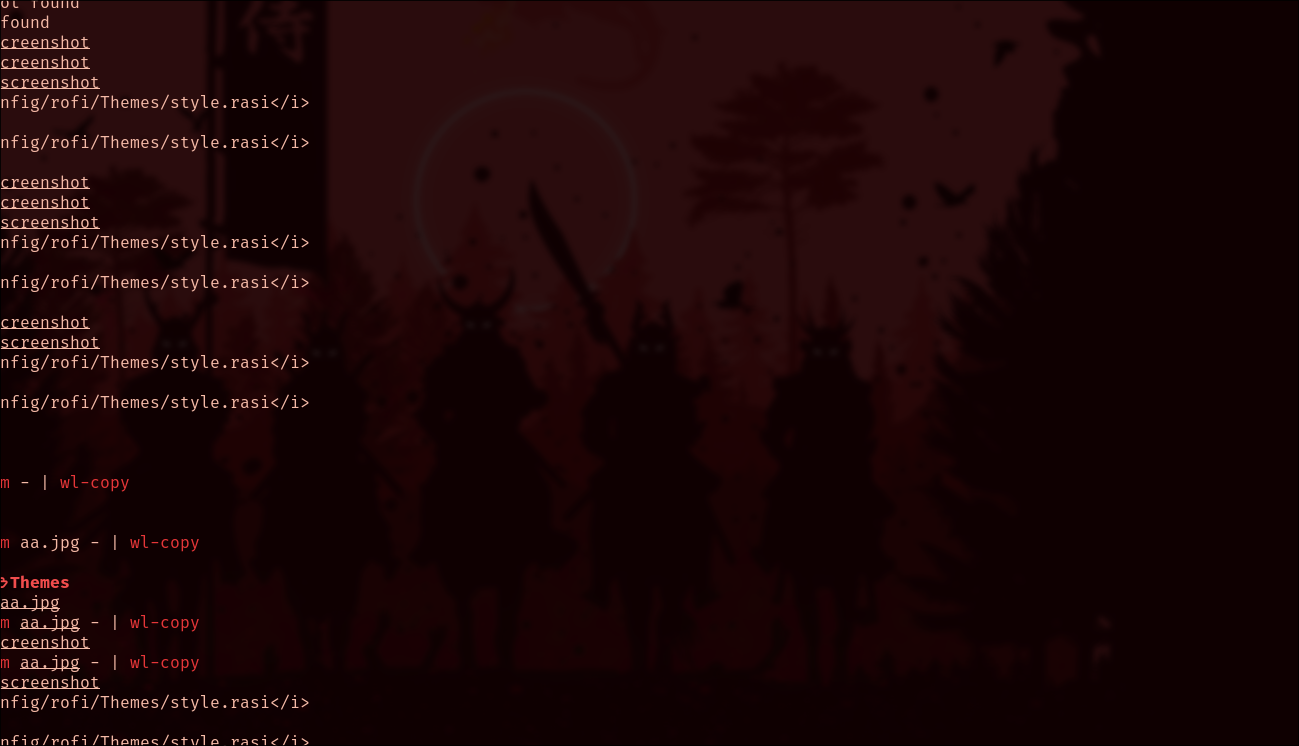 ot found
found
侍
creenshot
creenshot
screenshot
nfig/rofi/Themes/style.rasi</i>
nfig/rofi/Themes/style.rasi</i>
creenshot
creenshot
screenshot
nfig/rofi/Themes/style.rasi</i>
nfig/rofi/Themes/style.rasi</i>
creenshot
screenshot
nfig/rofi/Themes/style.rasi</i>
nfig/rofi/Themes/style.rasi</i>
m - | wl-copy
m aa.jpg - | wl-copy
>Themes
aa.jpg
m aa.jpg - | wl-copy
creenshot
m aa.jpg - | wl-copy
screenshot
nfig/rofi/Themes/style.rasi</i>
nfig/rofi/Themes/style.rasi</i>